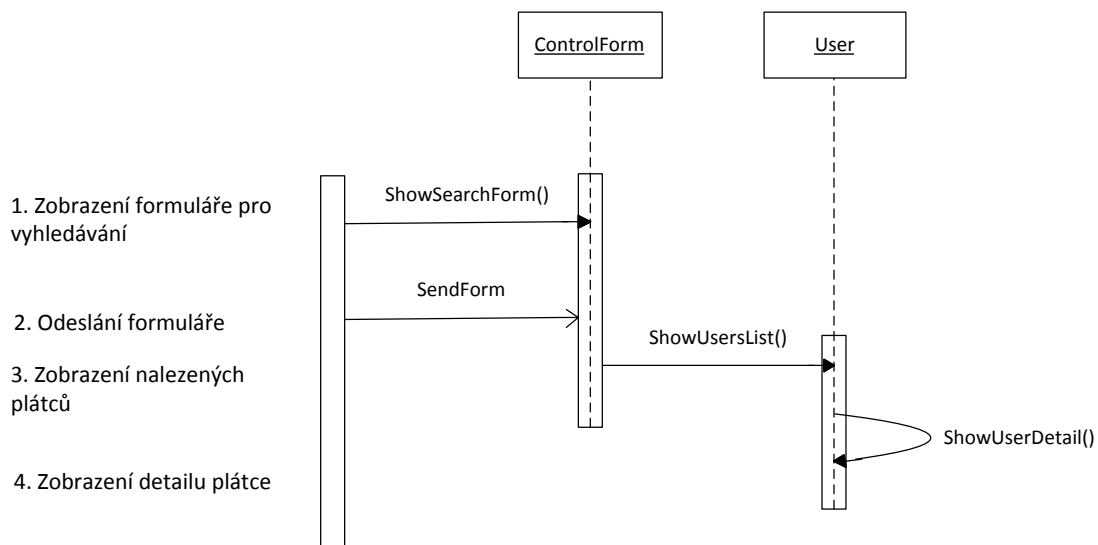 ControlForm
User
ShowSearchForm()
1. Zobrazení formuláře pro
vyhledávání
SendForm
2. Odeslání formuláře
ShowUsersList()
3. Zobrazení nalezených
plátců
ShowUserDetail()
4. Zobrazení detailu plátce